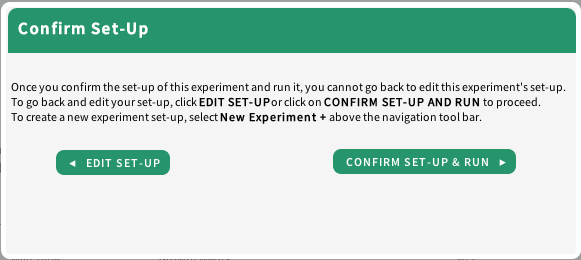 Confirm Set-Up
Once you confirm the set-up of this experiment and run it, you cannot go back to edit this experiment's set-up.
To go back and edit your set-up, click EDIT SET-UP or click on CONFIRM SET-UP AND RUN to proceed.
To create a new experiment set-up, select New Experiment + above the navigation tool bar.
◄ EDIT SET-UP
CONFIRM SET-UP & RUN ►